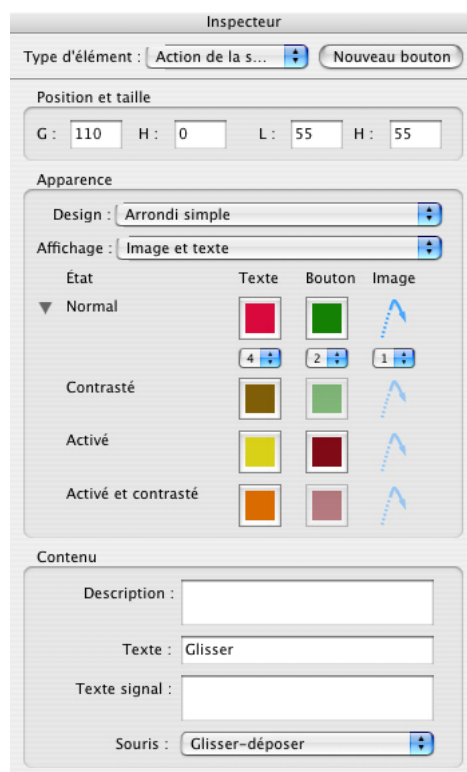 Inspecteur
Type d'élément : Action de la s... Nouveau bouton
Position et taille
G : 110 H : 0 L : 55 H : 55
Apparence
Design : Arrondi simple
Affichage : Image et texte
État Texte Bouton Image
Normal
4 2 1
Contrasté
Activé
Activé et contrasté
Contenu
Description :
Texte : Glisser
Texte signal :
Souris : Glisser-déposer